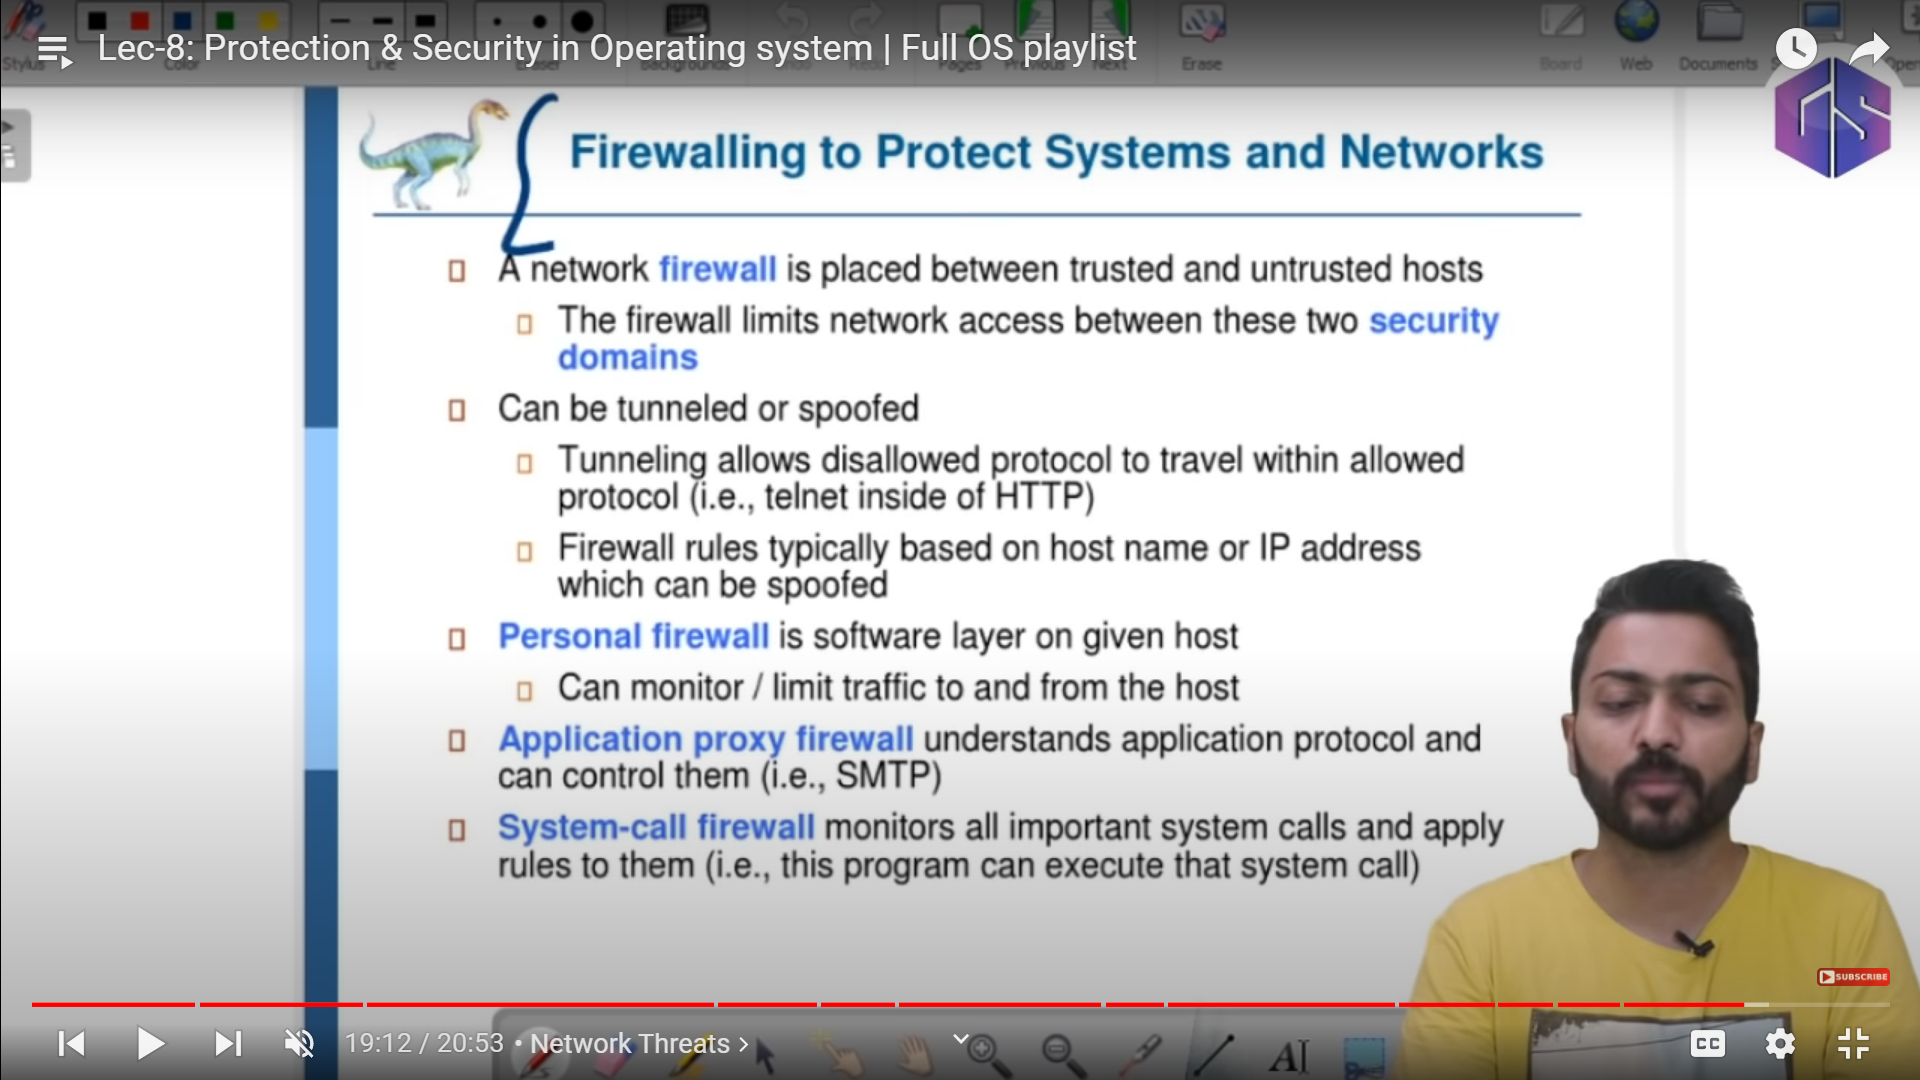 Lec-8: Protection & Security in Operating system | Full OS playlist
Stylus Color Line Eraser Backgrounds Undo Redo Pages Previous Next Erase Board Web Documents
Firewalling to Protect Systems and Networks
A network firewall is placed between trusted and untrusted hosts
The firewall limits network access between these two security
domains
Can be tunneled or spoofed
Tunneling allows disallowed protocol to travel within allowed
protocol (i.e., telnet inside of HTTP)
Firewall rules typically based on host name or IP address
which can be spoofed
Personal firewall is software layer on given host
Can monitor / limit traffic to and from the host
Application proxy firewall understands application protocol and
can control them (i.e., SMTP)
System-call firewall monitors all important system calls and apply
rules to them (i.e., this program can execute that system call)
SUBSCRIBE
19:12 / 20:53 • Network Threats >
AI
CC